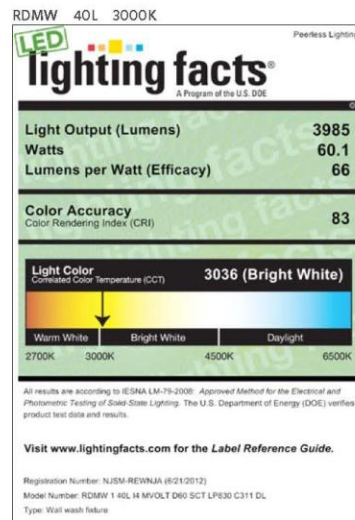 RDMW 40L 3000K
Peerless Lighting
LED
lighting facts®
A Program of the U.S. DOE
Light Output (Lumens) 3985
Watts 60.1
Lumens per Watt (Efficacy) 66
Color Accuracy
Color Rendering Index (CRI) 83
Light Color
Correlated Color Temperature (CCT) 3036 (Bright White)
Warm White Bright White Daylight
2700K 3000K 4500K 6500K
All results are according to IESNA LM-79-2008: Approved Method for the Electrical and
Photometric Testing of Solid-State Lighting. The U.S. Department of Energy (DOE) verifies
product test data and results.
Visit www.lightingfacts.com for the Label Reference Guide.
Registration Number: NJSM-REWNJA (6/21/2012)
Model Number: RDMW 1 40L I4 MVOLT D60 SCT LP830 C311 DL
Type: Wall wash fixture